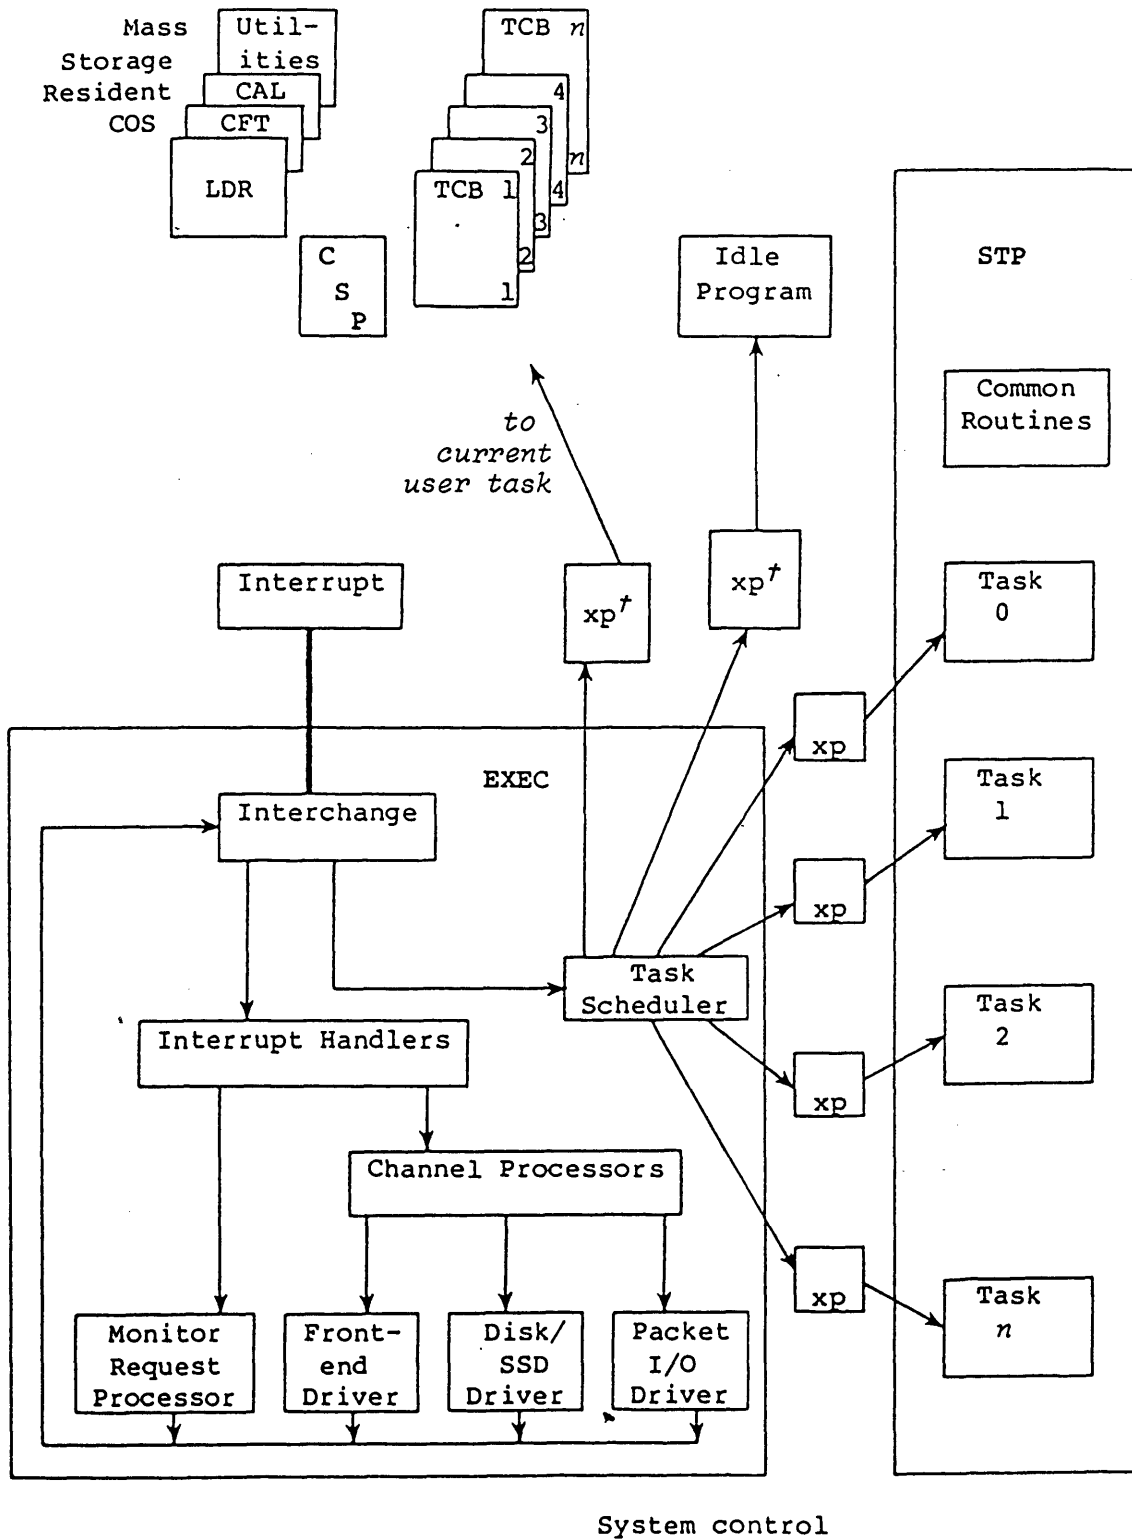 Mass
Storage
Resident
COS
Util-
ities
CAL
CFT
LDR
C
S
P
TCB n
4
3
2
n
TCB 1
4
3
2
1
Idle
Program
STP
Common
Routines
to
current
user task
xp†
xp†
Interrupt
Task
0
xp
EXEC
Interchange
Task
1
xp
Task
Scheduler
Interrupt Handlers
Task
2
xp
Channel Processors
xp
Task
n
Monitor
Request
Processor
Front-
end
Driver
Disk/
SSD
Driver
Packet
I/O
Driver
System control